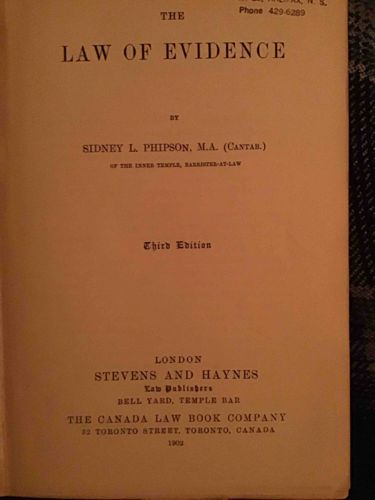 HALIFAX, N. S.
Phone 429-6289
THE
LAW OF EVIDENCE
BY
SIDNEY L. PHIPSON, M.A. (CANTAB.)
OF THE INNER TEMPLE, BARRISTER-AT-LAW
Third Edition
LONDON
STEVENS AND HAYNES
Law Publishers
BELL YARD, TEMPLE BAR
THE CANADA LAW BOOK COMPANY
32 TORONTO STREET, TORONTO, CANADA
1902